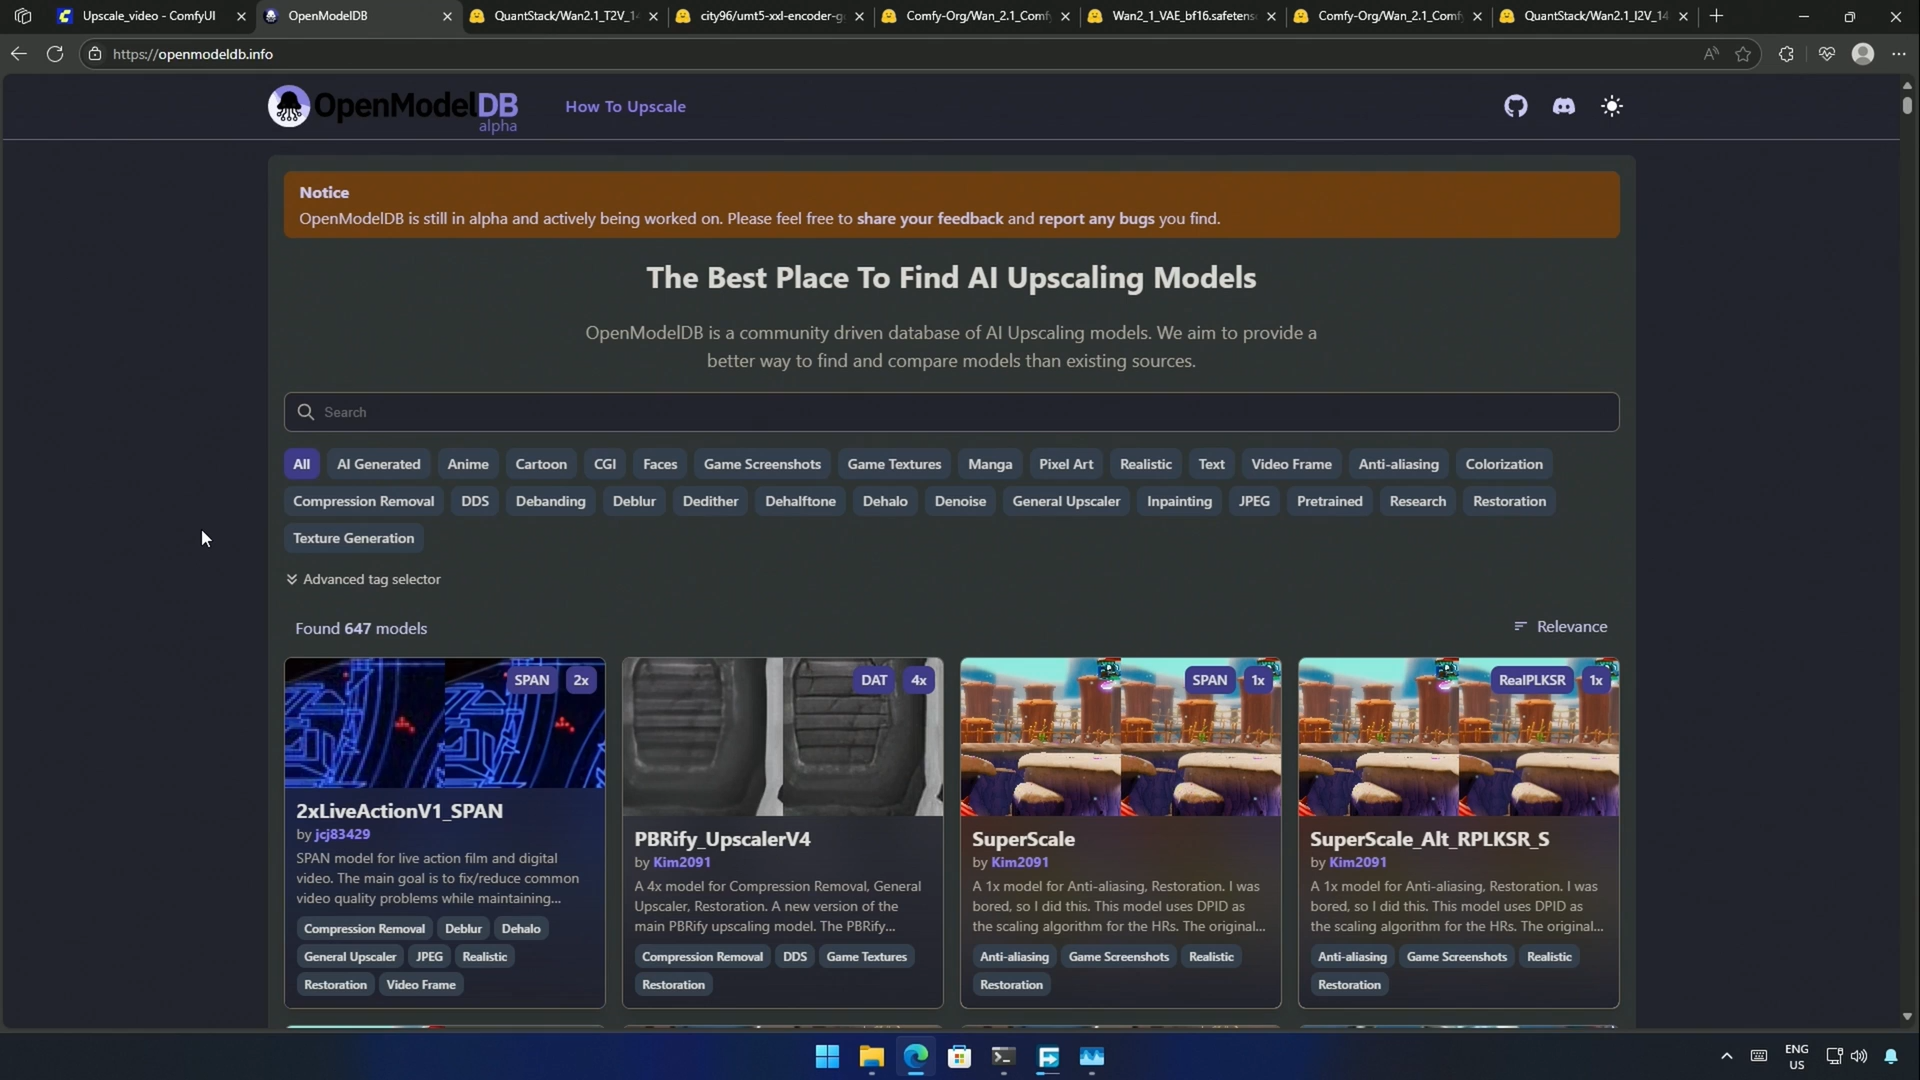 Upscale_video - ComfyUI
OpenModelDB
QuantStack/Wan2.1_T2V_14
city96/umt5-xxl-encoder-g
Comfy-Org/Wan_2.1_Comfy
Wan2_1_VAE_bf16.safetens
Comfy-Org/Wan_2.1_Comf
QuantStack/Wan2.1_I2V_14
https://openmodeldb.info
OpenModelDB
alpha
How To Upscale
Notice
OpenModelDB is still in alpha and actively being worked on. Please feel free to share your feedback and report any bugs you find.
The Best Place To Find AI Upscaling Models
OpenModelDB is a community driven database of AI Upscaling models. We aim to provide a
better way to find and compare models than existing sources.
Search
All AI Generated Anime Cartoon CGI Faces Game Screenshots Game Textures Manga Pixel Art Realistic Text Video Frame Anti-aliasing Colorization
Compression Removal DDS Debanding Deblur Dedither Dehalftone Dehalo Denoise General Upscaler Inpainting JPEG Pretrained Research Restoration
Texture Generation
Advanced tag selector
Found 647 models
Relevance
SPAN 2x
2xLiveActionV1_SPAN
by jcj83429
SPAN model for live action film and digital
video. The main goal is to fix/reduce common
video quality problems while maintaining...
Compression Removal Deblur Dehalo
General Upscaler JPEG Realistic
Restoration Video Frame
DAT 4x
PBRify_UpscalerV4
by Kim2091
A 4x model for Compression Removal, General
Upscaler, Restoration. A new version of the
main PBRify upscaling model. The PBRify...
Compression Removal DDS Game Textures
Restoration
SPAN 1x
SuperScale
by Kim2091
A 1x model for Anti-aliasing, Restoration. I was
bored, so I did this. This model uses DPID as
the scaling algorithm for the HRs. The original...
Anti-aliasing Game Screenshots Realistic
Restoration
RealPLKSR 1x
SuperScale_Alt_RPLKSR_S
by Kim2091
A 1x model for Anti-aliasing, Restoration. I was
bored, so I did this. This model uses DPID as
the scaling algorithm for the HRs. The original...
Anti-aliasing Game Screenshots Realistic
Restoration
ENG
US